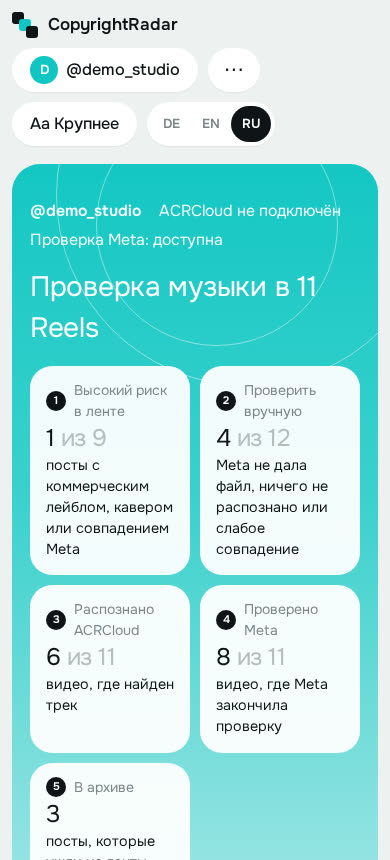 CopyrightRadar
D @demo_studio
...
Aa Крупнее
DE EN RU
@demo_studio ACRCloud не подключён
Проверка Meta: доступна
Проверка музыки в 11
Reels
1 Высокий риск
в ленте
1 из 9
посты с
коммерческим
лейблом, кавером
или совпадением
Meta
2 Проверить
вручную
4 из 12
Meta не дала
файл, ничего не
распознано или
слабое
совпадение
3 Распознано
ACRCloud
6 из 11
видео, где найден
трек
4 Проверено
Meta
8 из 11
видео, где Meta
закончила
проверку
5 В архиве
3
посты, которые